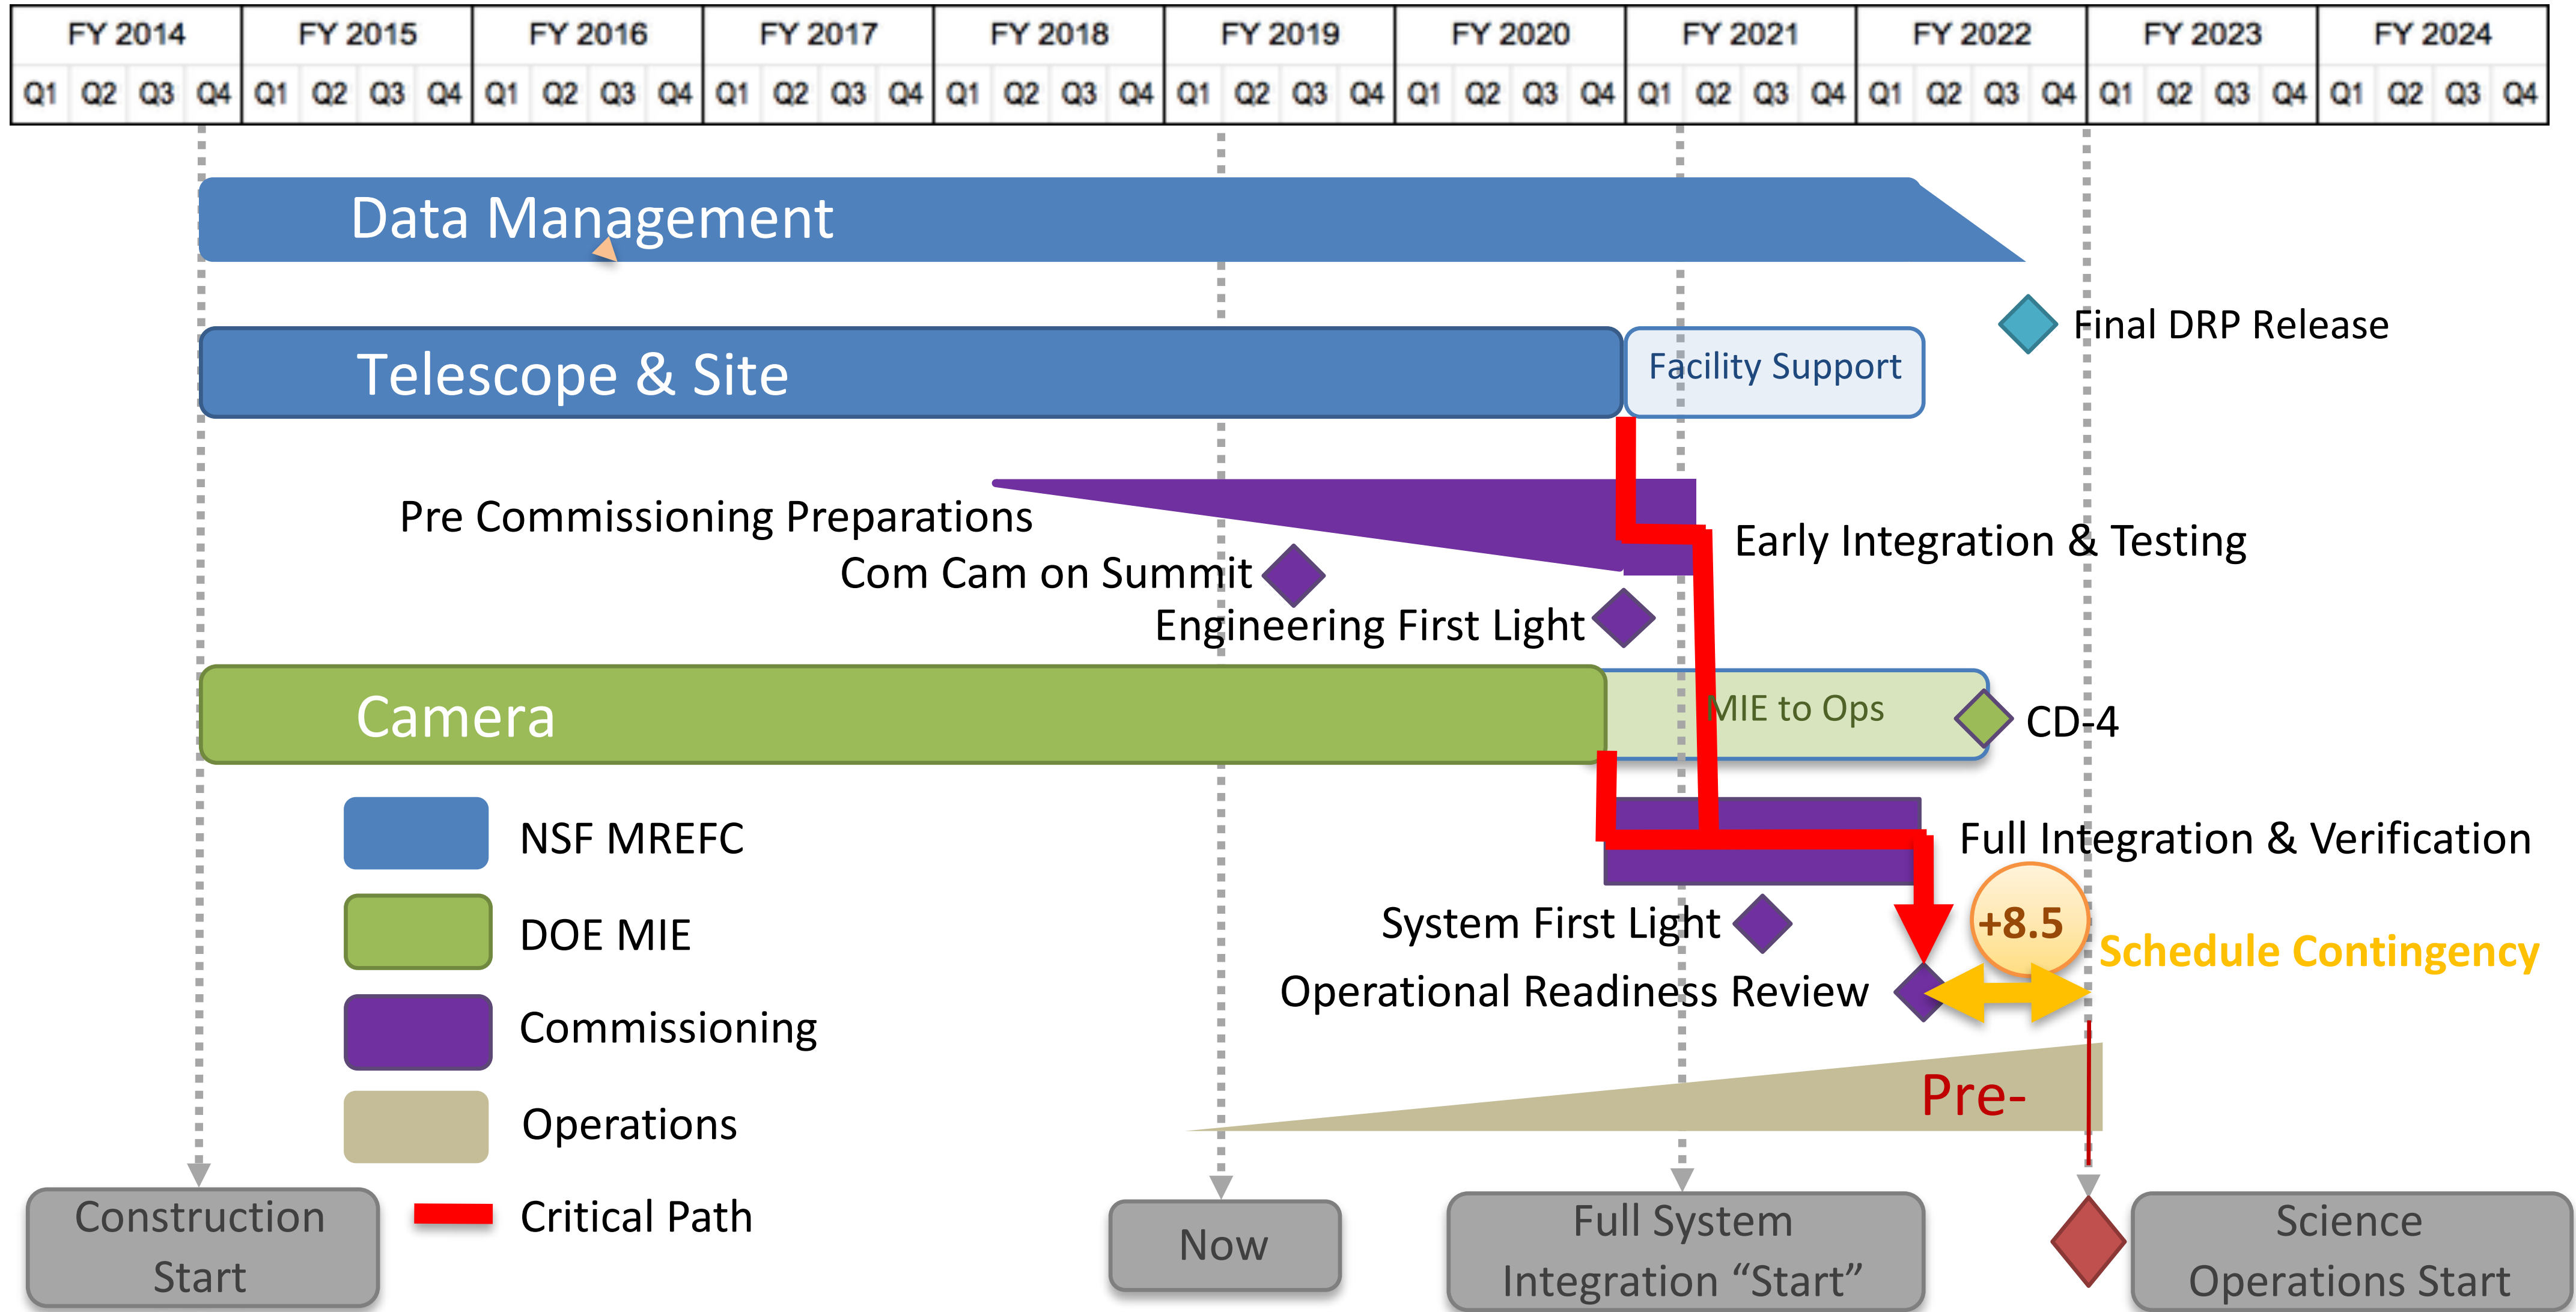 FY 2014 FY 2015 FY 2016 FY 2017 FY 2018 FY 2019 FY 2020 FY 2021 FY 2022 FY 2023 FY 2024
Q1 Q2 Q3 Q4 Q1 Q2 Q3 Q4 Q1 Q2 Q3 Q4 Q1 Q2 Q3 Q4 Q1 Q2 Q3 Q4 Q1 Q2 Q3 Q4 Q1 Q2 Q3 Q4 Q1 Q2 Q3 Q4 Q1 Q2 Q3 Q4 Q1 Q2 Q3 Q4 Q1 Q2 Q3 Q4
Data Management
Final DRP Release
Telescope & Site
Facility Support
Pre Commissioning Preparations
Early Integration & Testing
Com Cam on Summit
Engineering First Light
Camera
MIE to Ops
CD-4
NSF MREFC
Full Integration & Verification
DOE MIE
System First Light
+8.5
Schedule Contingency
Operational Readiness Review
Commissioning
Operations
Pre-
Critical Path
Construction
Start
Now
Full System
Integration “Start”
Science
Operations Start